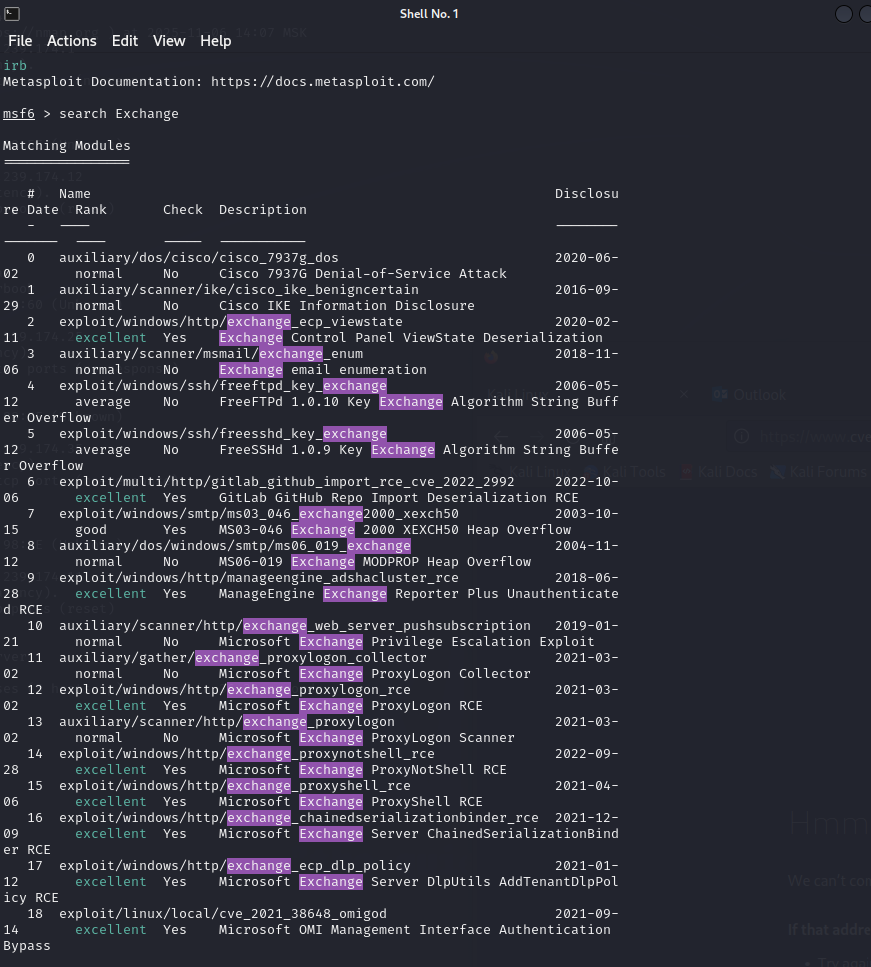 Shell No. 1
File Actions Edit View Help
irb
Metasploit Documentation: https://docs.metasploit.com/
msf6 > search Exchange
Matching Modules
================
# Name Disclosu
re Date Rank Check Description
- ---- --------
------- ---- ----- -----------
0 auxiliary/dos/cisco/cisco_7937g_dos 2020-06-
02 normal No Cisco 7937G Denial-of-Service Attack
1 auxiliary/scanner/ike/cisco_ike_benigncertain 2016-09-
29 normal No Cisco IKE Information Disclosure
2 exploit/windows/http/exchange_ecp_viewstate 2020-02-
11 excellent Yes Exchange Control Panel ViewState Deserialization
3 auxiliary/scanner/msmail/exchange_enum 2018-11-
06 normal No Exchange email enumeration
4 exploit/windows/ssh/freeftpd_key_exchange 2006-05-
12 average No FreeFTPd 1.0.10 Key Exchange Algorithm String Buff
er Overflow
5 exploit/windows/ssh/freesshd_key_exchange 2006-05-
12 average No FreeSSHd 1.0.9 Key Exchange Algorithm String Buffe
r Overflow
6 exploit/multi/http/gitlab_github_import_rce_cve_2022_2992 2022-10-
06 excellent Yes GitLab GitHub Repo Import Deserialization RCE
7 exploit/windows/smtp/ms03_046_exchange2000_xexch50 2003-10-
15 good Yes MS03-046 Exchange 2000 XEXCH50 Heap Overflow
8 auxiliary/dos/windows/smtp/ms06_019_exchange 2004-11-
12 normal No MS06-019 Exchange MODPROP Heap Overflow
9 exploit/windows/http/manageengine_adshacluster_rce 2018-06-
28 excellent Yes ManageEngine Exchange Reporter Plus Unauthenticate
d RCE
10 auxiliary/scanner/http/exchange_web_server_pushsubscription 2019-01-
21 normal No Microsoft Exchange Privilege Escalation Exploit
11 auxiliary/gather/exchange_proxylogon_collector 2021-03-
02 normal No Microsoft Exchange ProxyLogon Collector
12 exploit/windows/http/exchange_proxylogon_rce 2021-03-
02 excellent Yes Microsoft Exchange ProxyLogon RCE
13 auxiliary/scanner/http/exchange_proxylogon 2021-03-
02 normal No Microsoft Exchange ProxyLogon Scanner
14 exploit/windows/http/exchange_proxynotshell_rce 2022-09-
28 excellent Yes Microsoft Exchange ProxyNotShell RCE
15 exploit/windows/http/exchange_proxyshell_rce 2021-04-
06 excellent Yes Microsoft Exchange ProxyShell RCE
16 exploit/windows/http/exchange_chainedserializationbinder_rce 2021-12-
09 excellent Yes Microsoft Exchange Server ChainedSerializationBind
er RCE
17 exploit/windows/http/exchange_ecp_dlp_policy 2021-01-
12 excellent Yes Microsoft Exchange Server DlpUtils AddTenantDlpPol
icy RCE
18 exploit/linux/local/cve_2021_38648_omigod 2021-09-
14 excellent Yes Microsoft OMI Management Interface Authentication
Bypass
Outlook
Kali Linux Kali Tools Kali Docs Kali Forums
Hmm
We can't con
If that addre